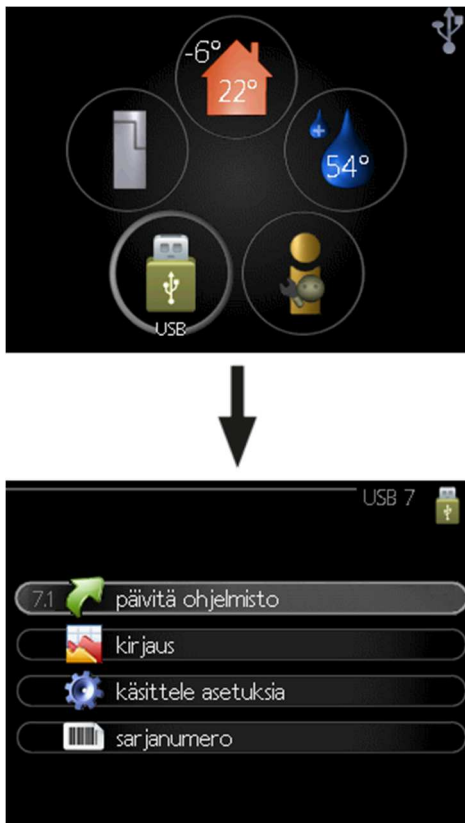 -6°
22°
54°
USB
USB 7
7.1 päivitä ohjelmisto
kirjaus
käsittele asetuksia
sarjanumero